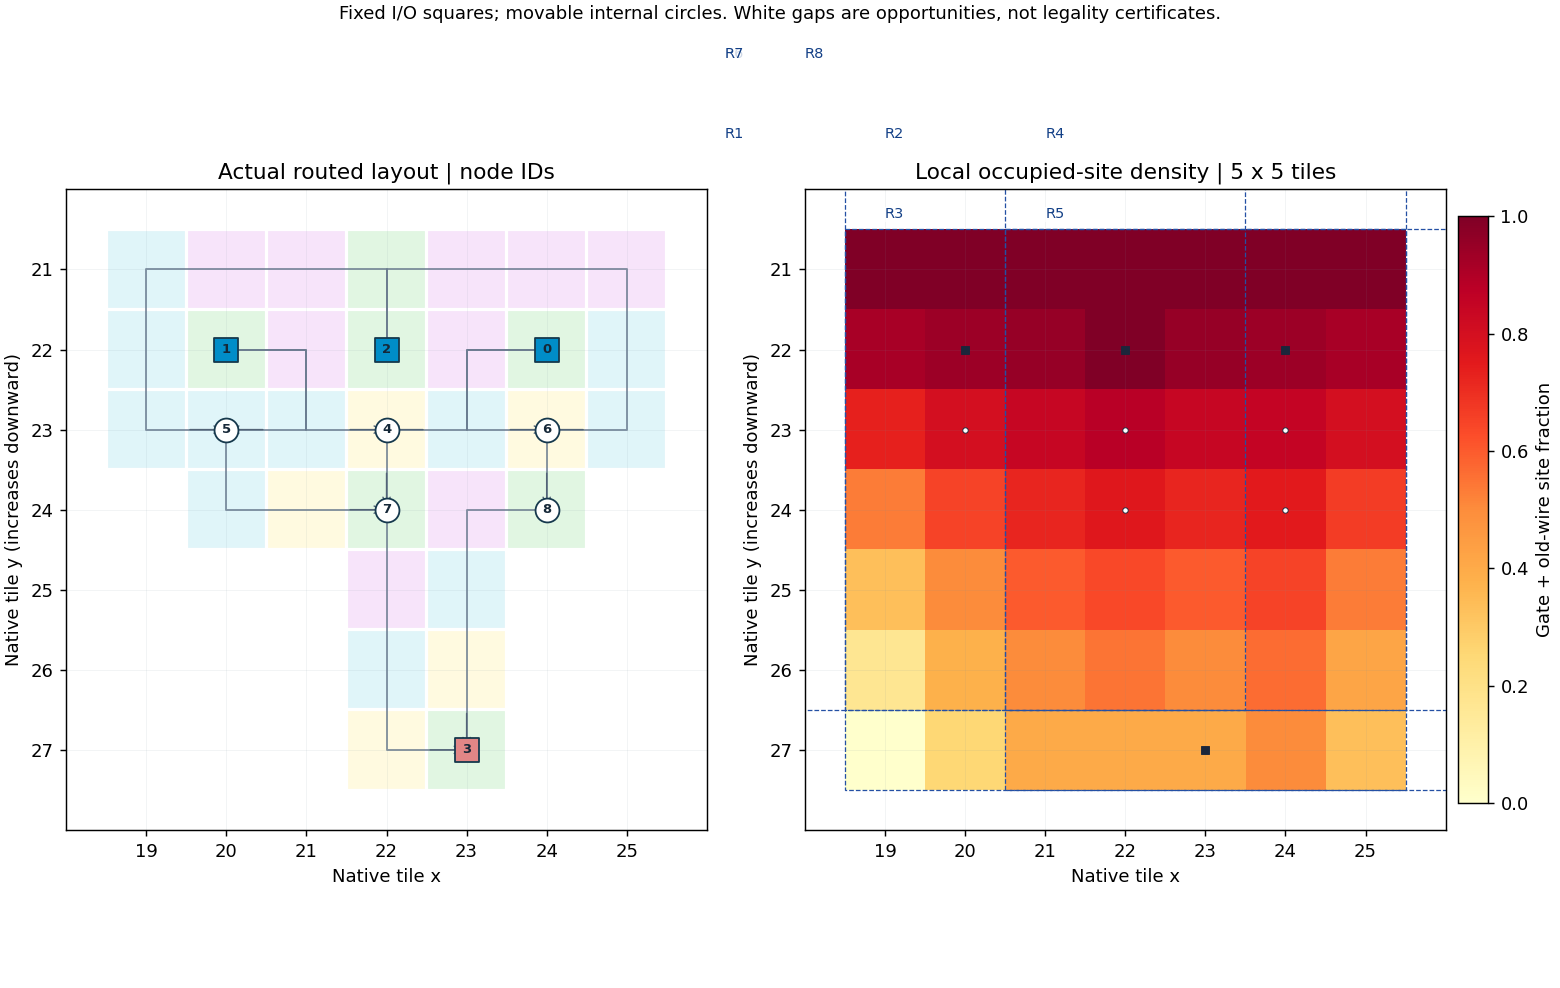 Fixed I/O squares; movable internal circles. White gaps are opportunities, not legality certificates.
R7 R8
R1 R2 R4
Actual routed layout | node IDs
Local occupied-site density | 5 x 5 tiles
R3 R5
Native tile y (increases downward)
21
22
23
24
25
26
27
1 2 0
5 4 6
7 8
3
19 20 21 22 23 24 25
Native tile x
Native tile y (increases downward)
21
22
23
24
25
26
27
19 20 21 22 23 24 25
Native tile x
1.0
0.8
0.6
0.4
0.2
0.0
Gate + old-wire site fraction